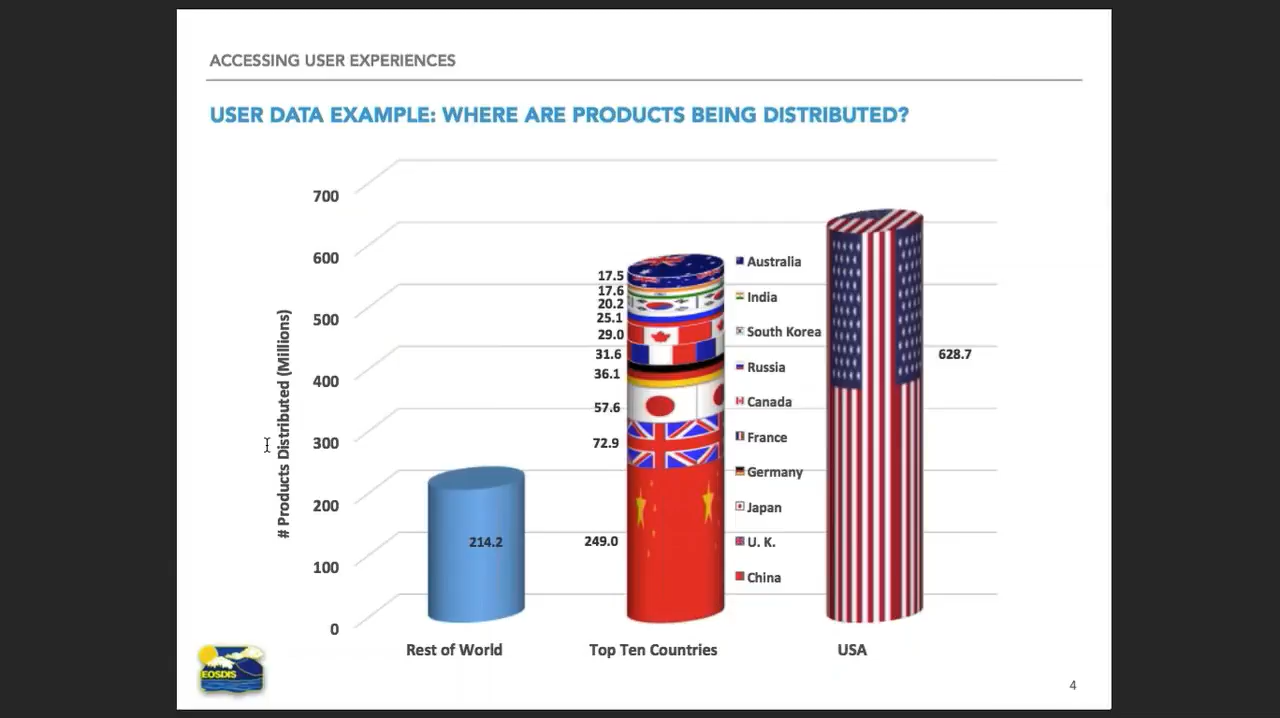 ACCESSING USER EXPERIENCES
USER DATA EXAMPLE: WHERE ARE PRODUCTS BEING DISTRIBUTED?
# Products Distributed (Millions)
700
600
500
400
300
200
100
0
214.2
17.5
17.6
20.2
25.1
29.0
31.6
36.1
57.6
72.9
249.0
Australia
India
South Korea
Russia
Canada
France
Germany
Japan
U. K.
China
628.7
Rest of World
Top Ten Countries
USA
EOSDIS
4